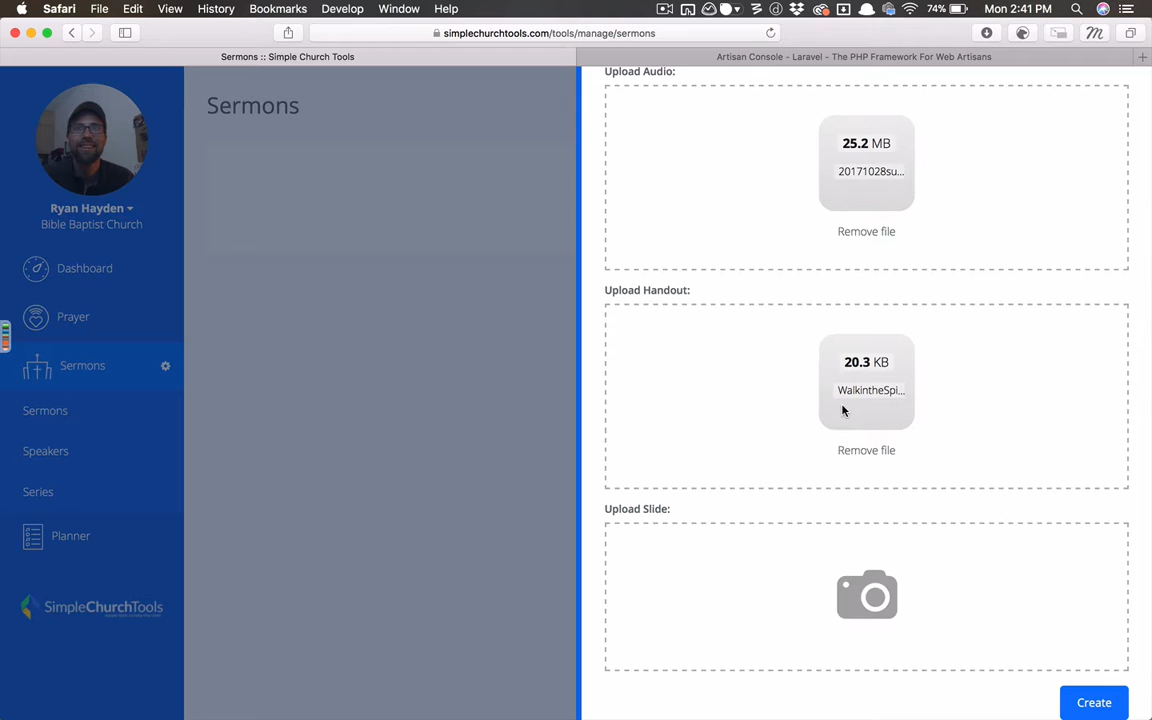 Safari File Edit View History Bookmarks Develop Window Help 74% Mon 2:41 PM
simplechurchtools.com/tools/manage/sermons
Sermons :: Simple Church Tools
Artisan Console - Laravel - The PHP Framework For Web Artisans
Ryan Hayden
Bible Baptist Church
Dashboard
Prayer
Sermons
Sermons
Speakers
Series
Planner
SimpleChurchTools
Sermons
Upload Audio:
25.2 MB
20171028su...
Remove file
Upload Handout:
20.3 KB
WalkintheSpi...
Remove file
Upload Slide:
Create